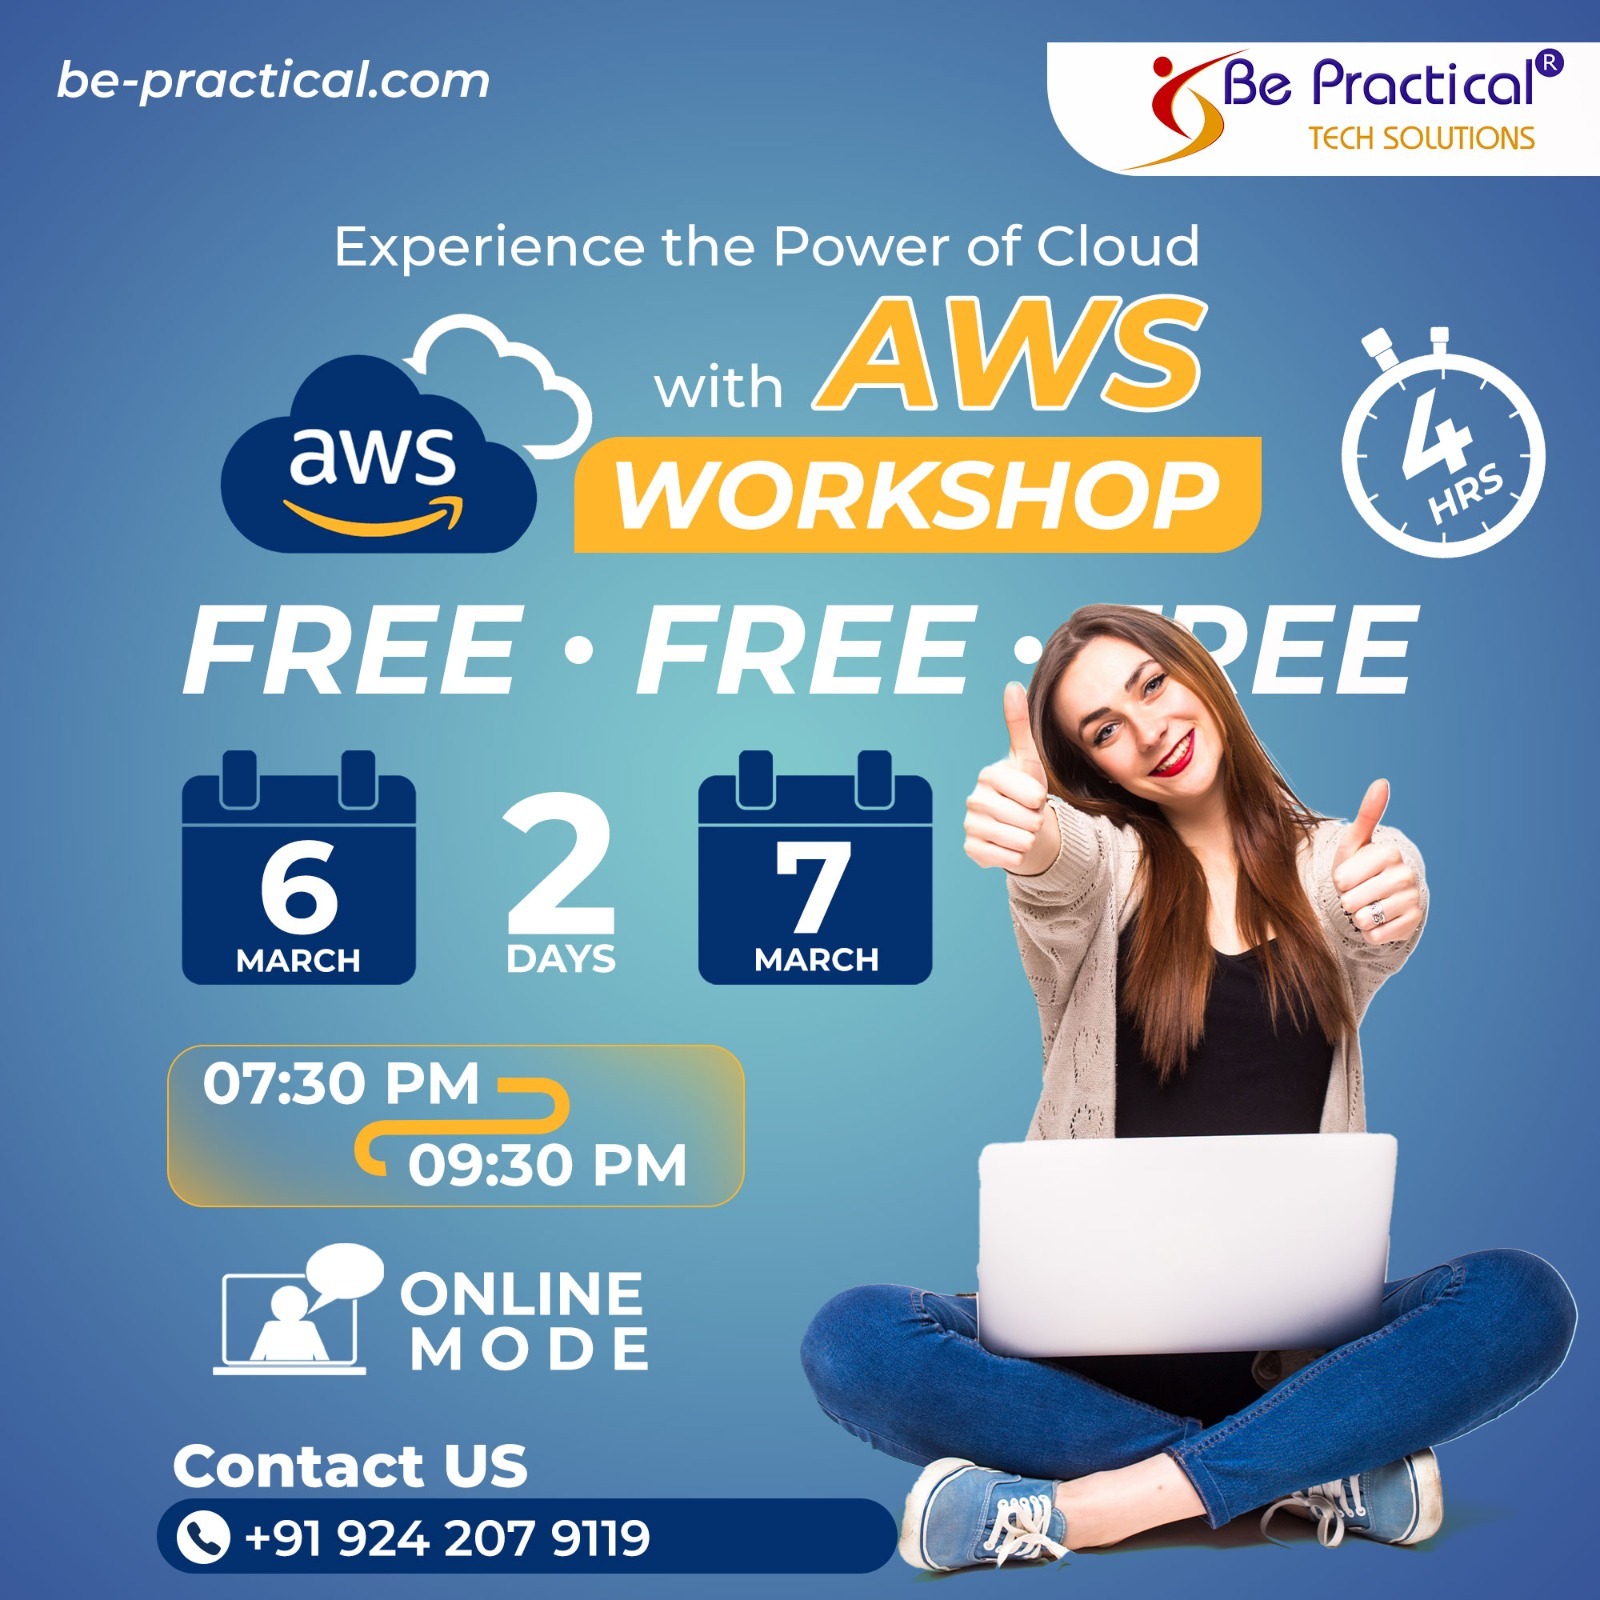 be-practical.com
Be Practical®
TECH SOLUTIONS
Experience the Power of Cloud
with AWS
WORKSHOP
aws
4
HRS
FREE • FREE • FREE
6
MARCH
2
DAYS
7
MARCH
07:30 PM
09:30 PM
ONLINE
MODE
Contact US
+91 924 207 9119